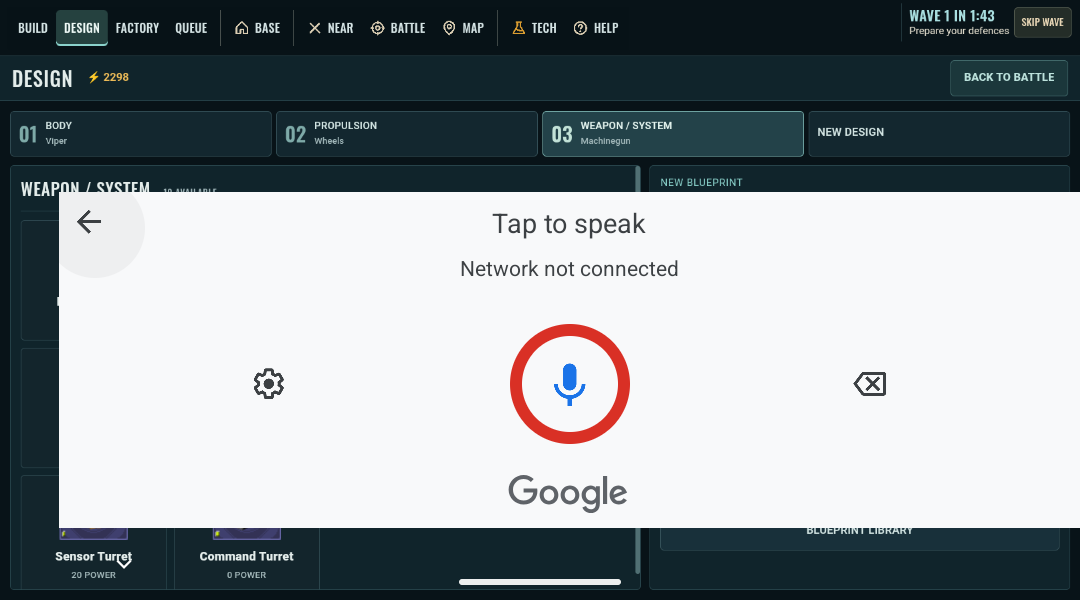 BUILD DESIGN FACTORY QUEUE BASE NEAR BATTLE MAP TECH HELP
WAVE 1 IN 1:43
Prepare your defences
SKIP WAVE
DESIGN
2298
BACK TO BATTLE
01 BODY
Viper
02 PROPULSION
Wheels
03 WEAPON / SYSTEM
Machinegun
NEW DESIGN
WEAPON / SYSTEM
NEW BLUEPRINT
Tap to speak
Network not connected
Google
BLUEPRINT LIBRARY
Sensor Turret
20 POWER
Command Turret
0 POWER